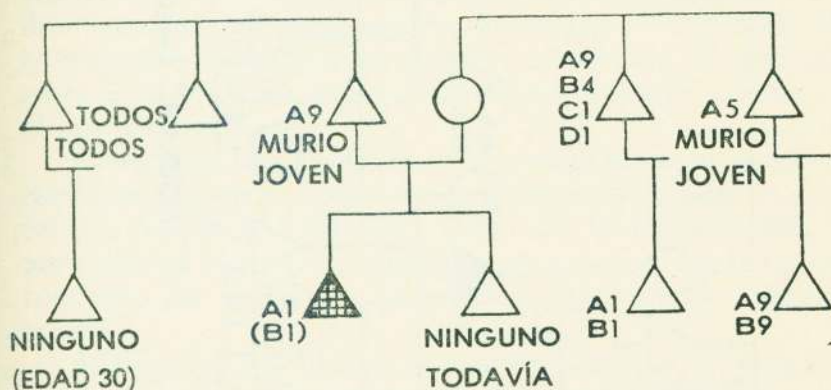 TODOS
TODOS
A9
MURIO
JOVEN
A9
B4
C1
D1
A5
MURIO
JOVEN
NINGUNO
(EDAD 30)
A1
(B1)
NINGUNO
TODAVÍA
A1
B1
A9
B9